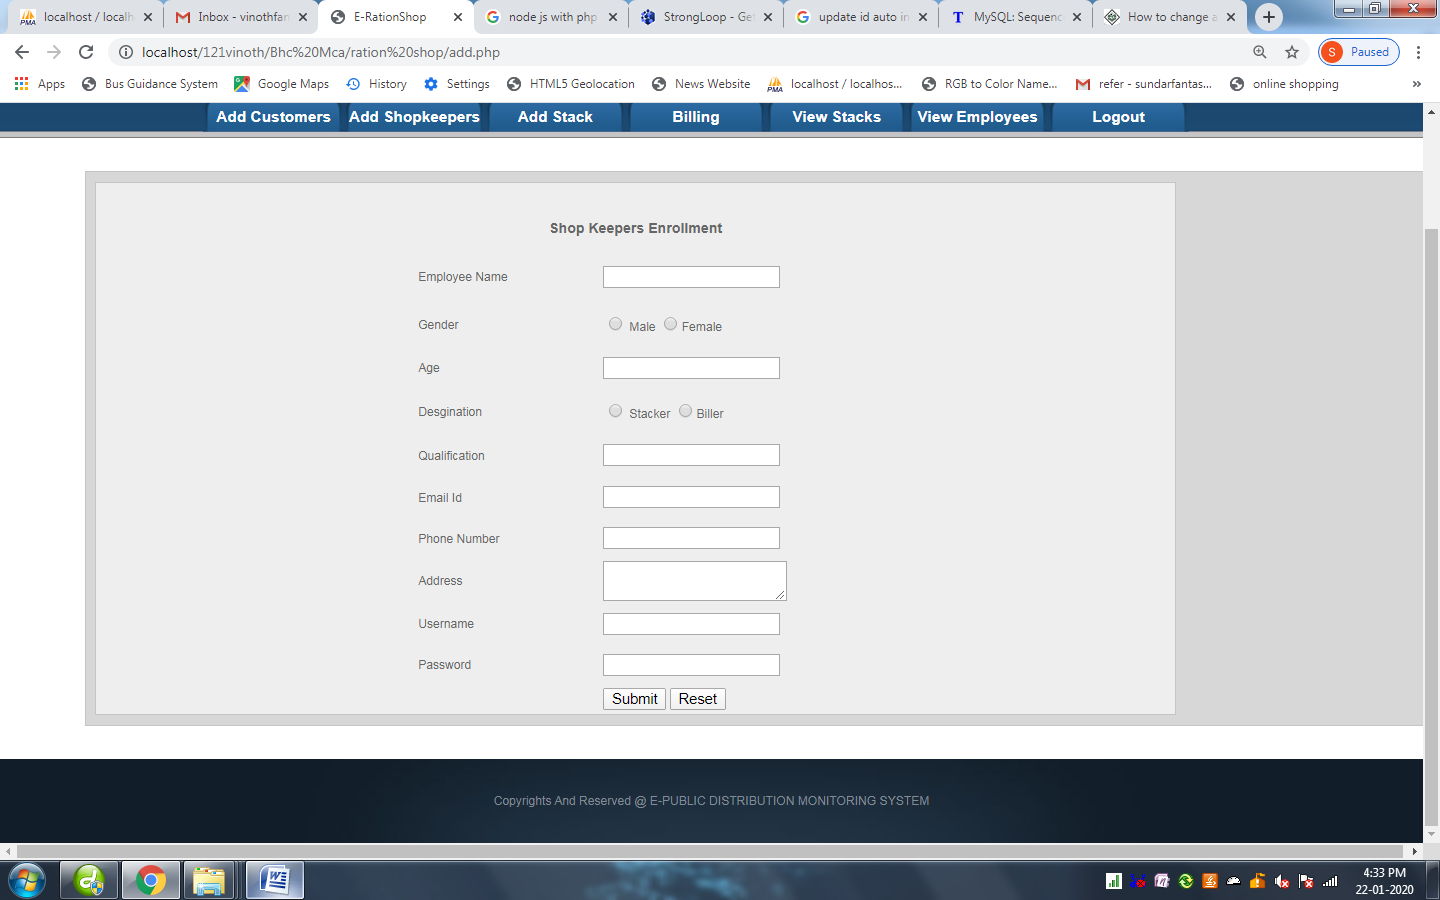 localhost / localh
Inbox - vinothfan
E-RationShop
node js with php
StrongLoop - Get
update id auto in
MySQL: Sequenc
How to change a
localhost/121vinoth/Bhc%20Mca/ration%20shop/add.php
S Paused
Apps
Bus Guidance System
Google Maps
History
Settings
HTML5 Geolocation
News Website
localhost / localhos...
RGB to Color Name...
refer - sundarfantas...
online shopping
»
Add Customers
Add Shopkeepers
Add Stack
Billing
View Stacks
View Employees
Logout
Shop Keepers Enrollment
Employee Name
Gender
Male Female
Age
Desgination
Stacker Biller
Qualification
Email Id
Phone Number
Address
Username
Password
Submit Reset
Copyrights And Reserved @ E-PUBLIC DISTRIBUTION MONITORING SYSTEM
4:33 PM
22-01-2020